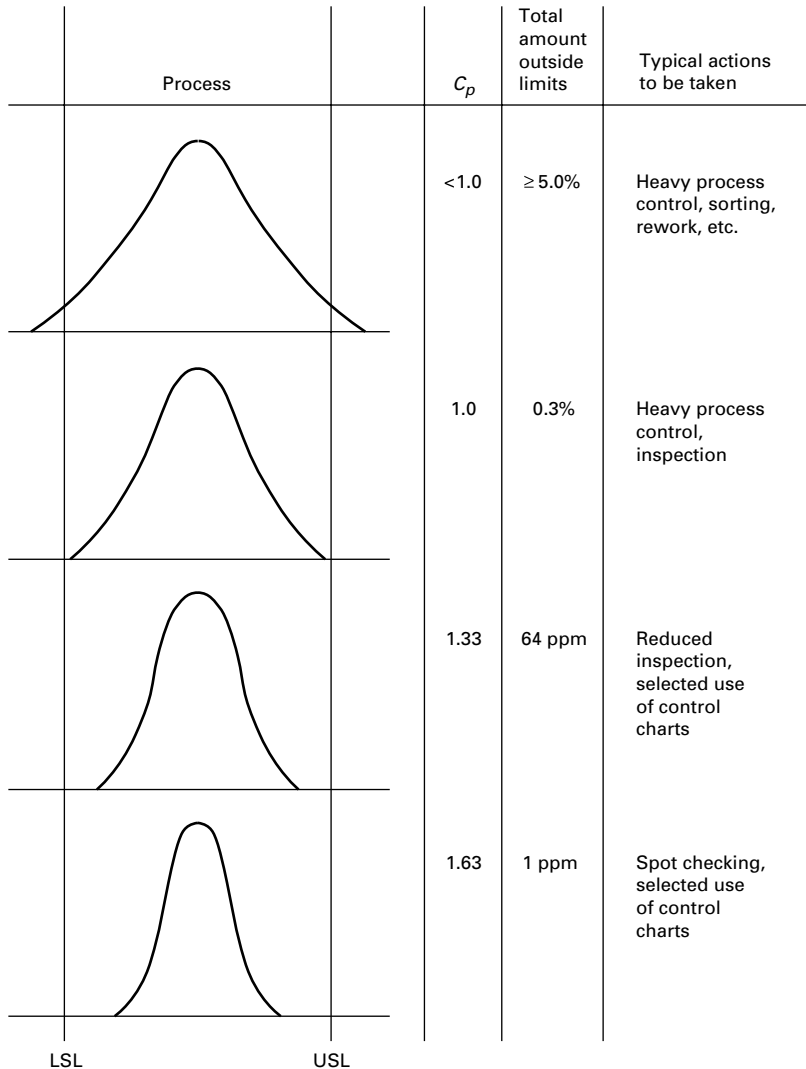 Process
C_p
Total
amount
outside
limits
Typical actions
to be taken
<1.0
≥ 5.0%
Heavy process
control, sorting,
rework, etc.
1.0
0.3%
Heavy process
control,
inspection
1.33
64 ppm
Reduced
inspection,
selected use
of control
charts
1.63
1 ppm
Spot checking,
selected use
of control
charts
LSL
USL